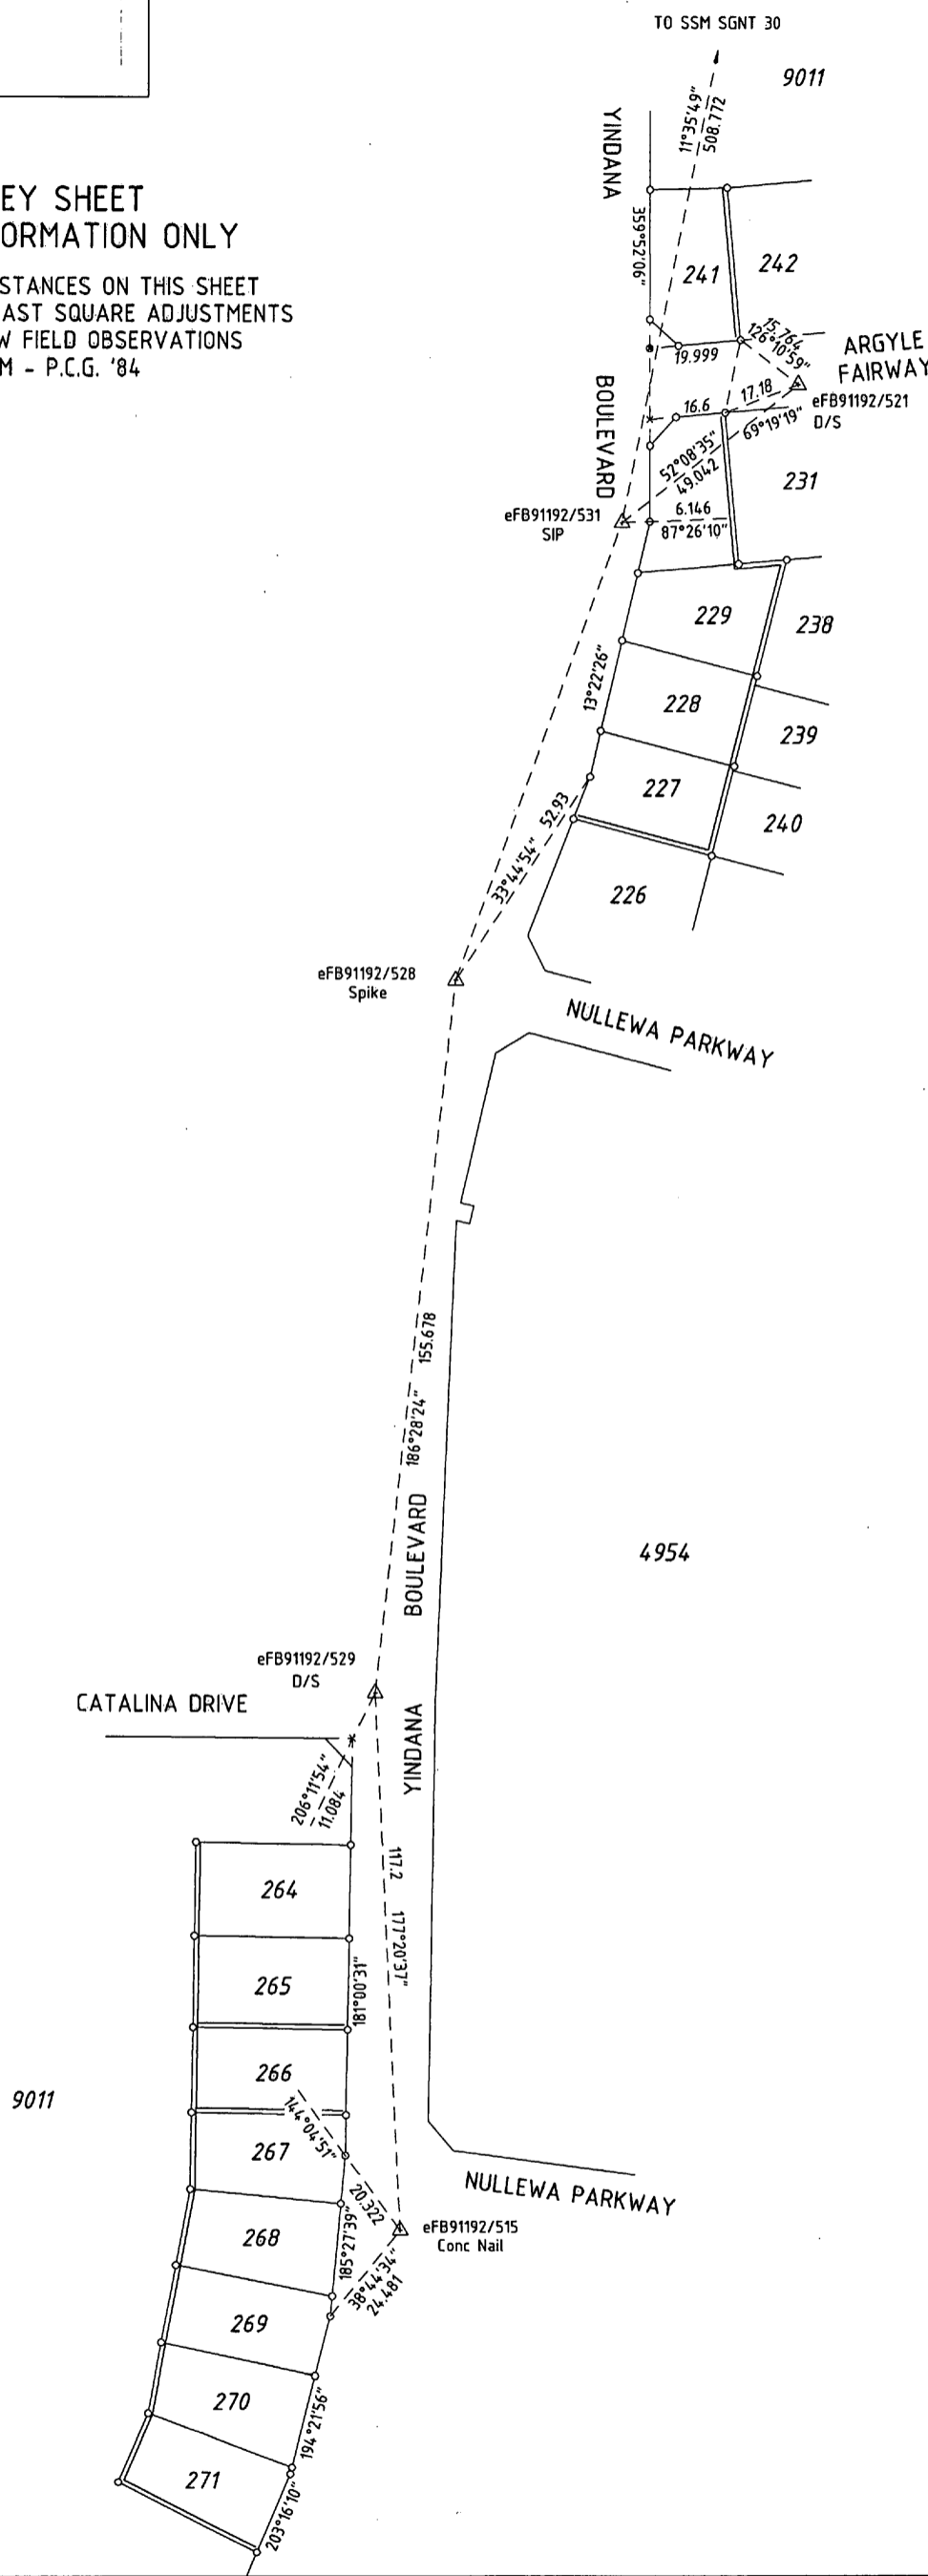 TO SSM SGNT 30
9011
YINDANA
11°35'49"
508.772
EY SHEET
ORMATION ONLY
STANCES ON THIS SHEET
AST SQUARE ADJUSTMENTS
W FIELD OBSERVATIONS
M - P.C.G. '84
359°52'06"
241
242
15.764
126°10'59"
19.999
ARGYLE
FAIRWAY
BOULEVARD
16.6
17.18
eFB91192/521
D/S
69°19'19"
52°08'35"
49.042
231
eFB91192/531
SIP
6.146
87°26'10"
229
238
13°22'26"
228
239
227
240
33°44'54" 52.93
226
eFB91192/528
Spike
NULLEWA PARKWAY
186°28'24" 155.678
BOULEVARD
4954
eFB91192/529
D/S
CATALINA DRIVE
YINDANA
206°11'54"
11.084
117.2 177°20'37"
264
265
181°00'31"
266
9011
144°04'51"
267
20.322
NULLEWA PARKWAY
eFB91192/515
Conc Nail
268
185°27'39"
38°44'34"
24.481
269
270
194°21'56"
271
203°16'10"